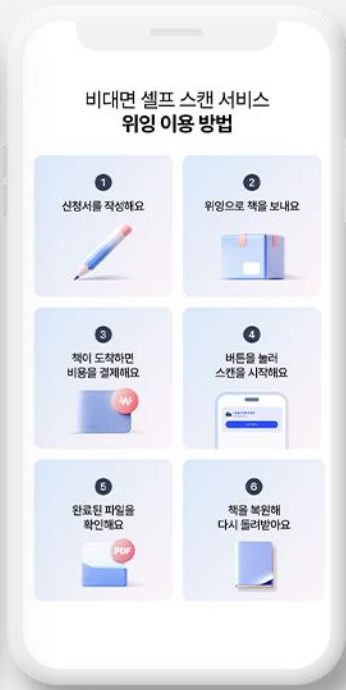 비대면 셀프 스캔 서비스
위잉 이용 방법
1
신청서를 작성해요
2
위잉으로 책을 보내요
3
책이 도착하면
비용을 결제해요
₩
4
버튼을 눌러
스캔을 시작해요
5
완료된 파일을
확인해요
PDF
6
책을 복원해
다시 돌려받아요